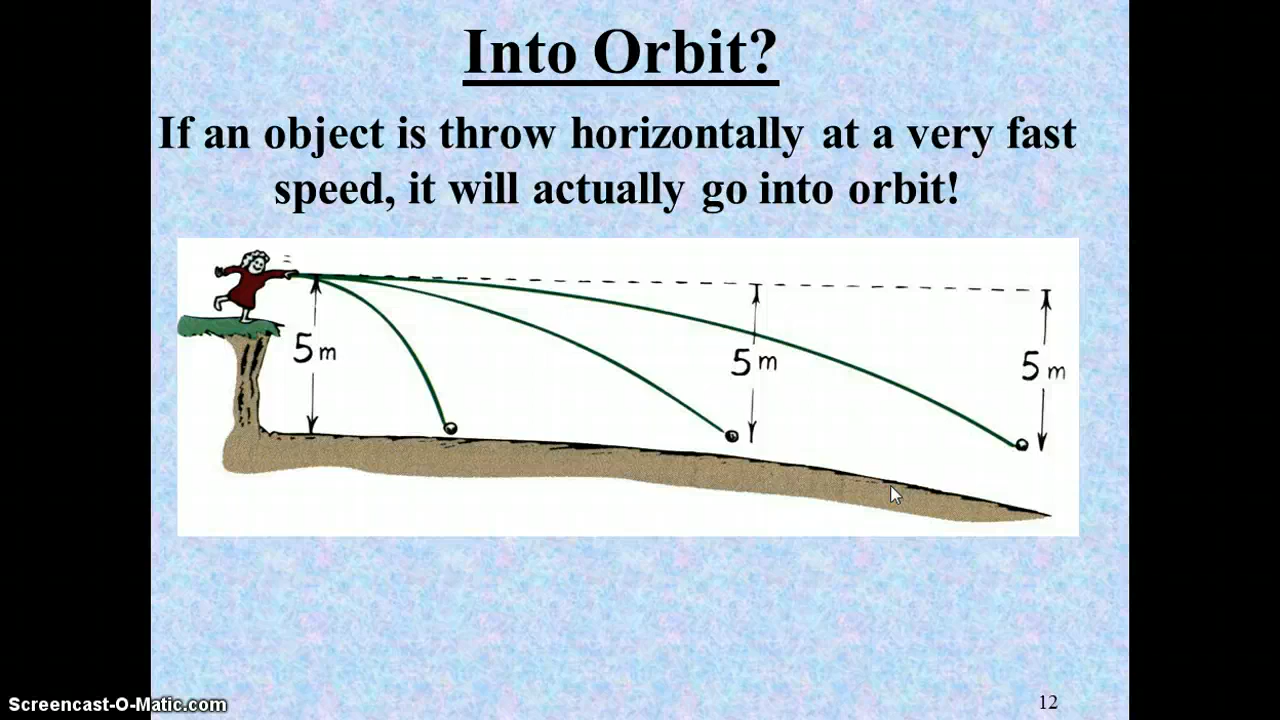 Into Orbit?
If an object is throw horizontally at a very fast
speed, it will actually go into orbit!
5 m
5 m
5 m
Screencast-O-Matic.com
12